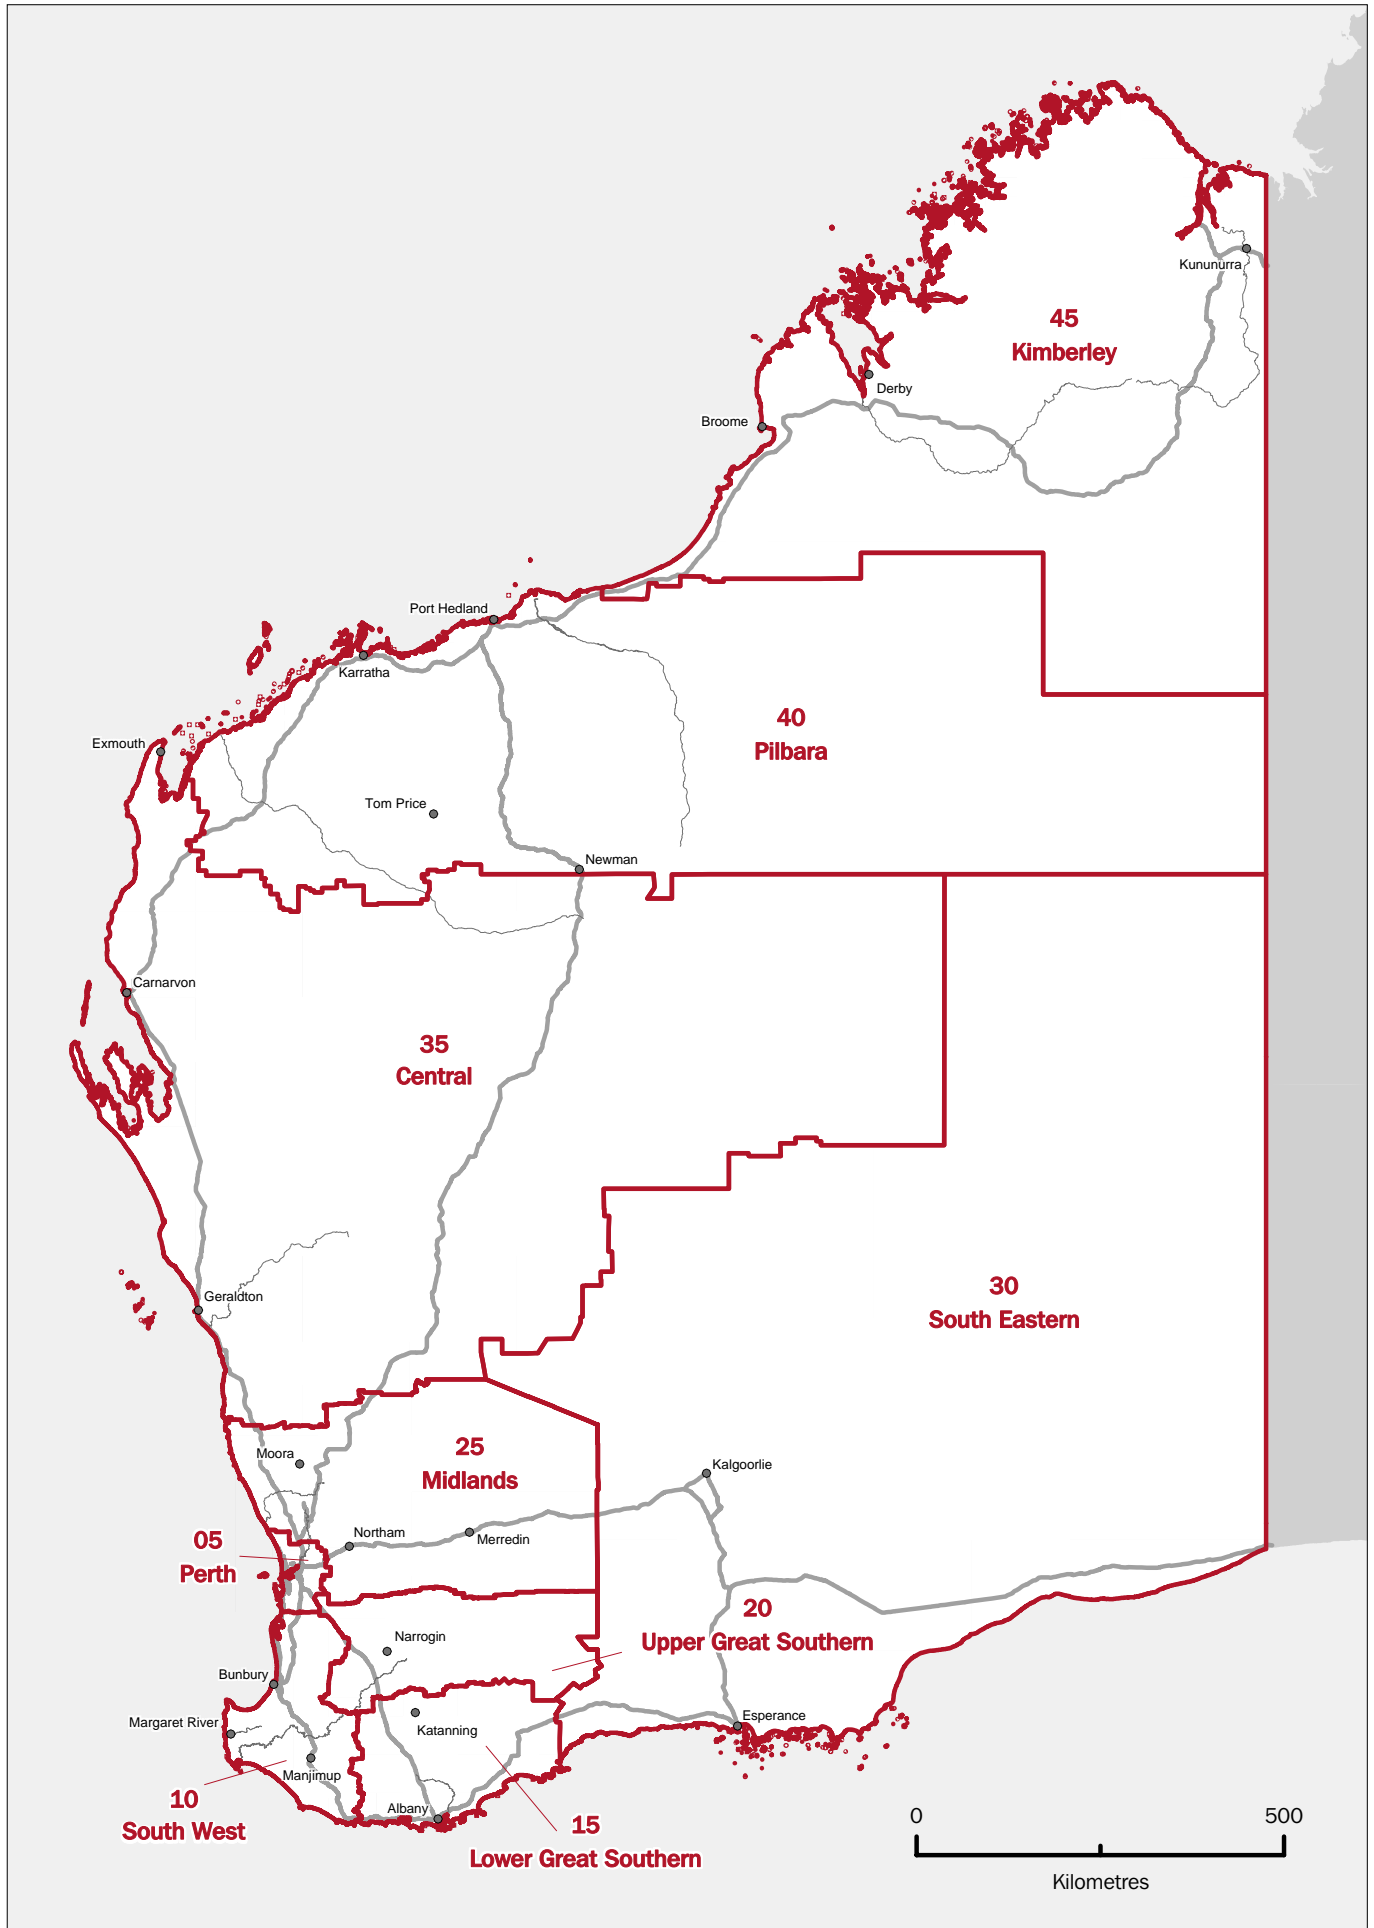 Kununurra
45
Kimberley
Derby
Broome
Port Hedland
Karratha
40
Pilbara
Exmouth
Tom Price
Newman
Carnarvon
35
Central
Geraldton
30
South Eastern
25
Midlands
Moora
Kalgoorlie
Northam
Merredin
05
Perth
20
Upper Great Southern
Narrogin
Bunbury
Margaret River
Katanning
Esperance
Manjimup
10
South West
Albany
15
Lower Great Southern
0 500
Kilometres